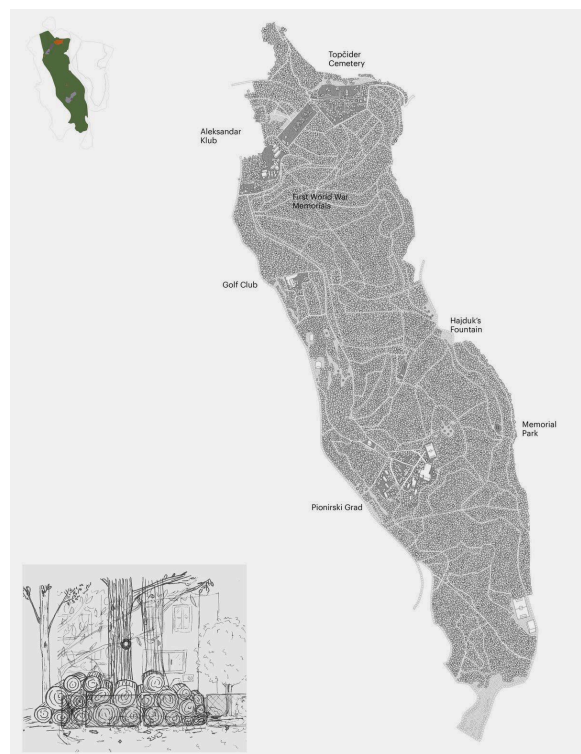 Topčider
Cemetery
Aleksandar
Klub
First World War
Memorials
Golf Club
Hajduk's
Fountain
Memorial
Park
Pionirski Grad